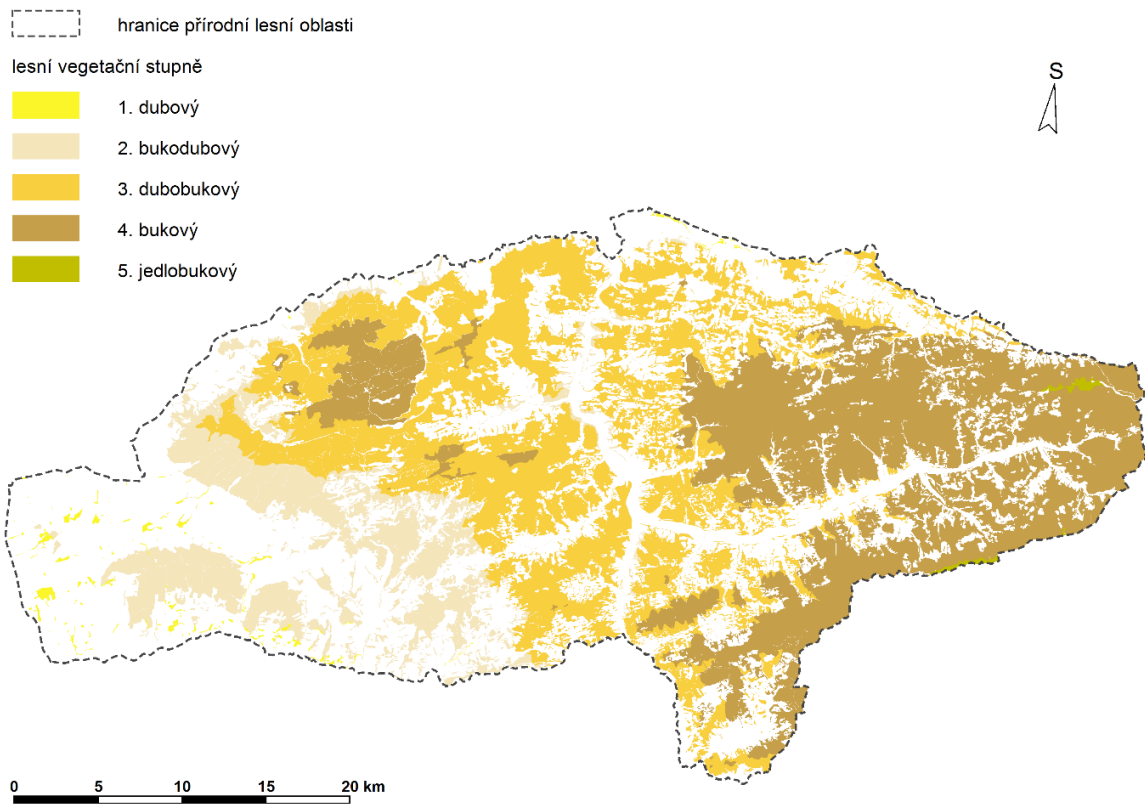 hranice přírodní lesní oblasti
lesní vegetační stupně
1. dubový
2. bukodubový
3. dubobukový
4. bukový
5. jedlobukový
S
0 5 10 15 20 km